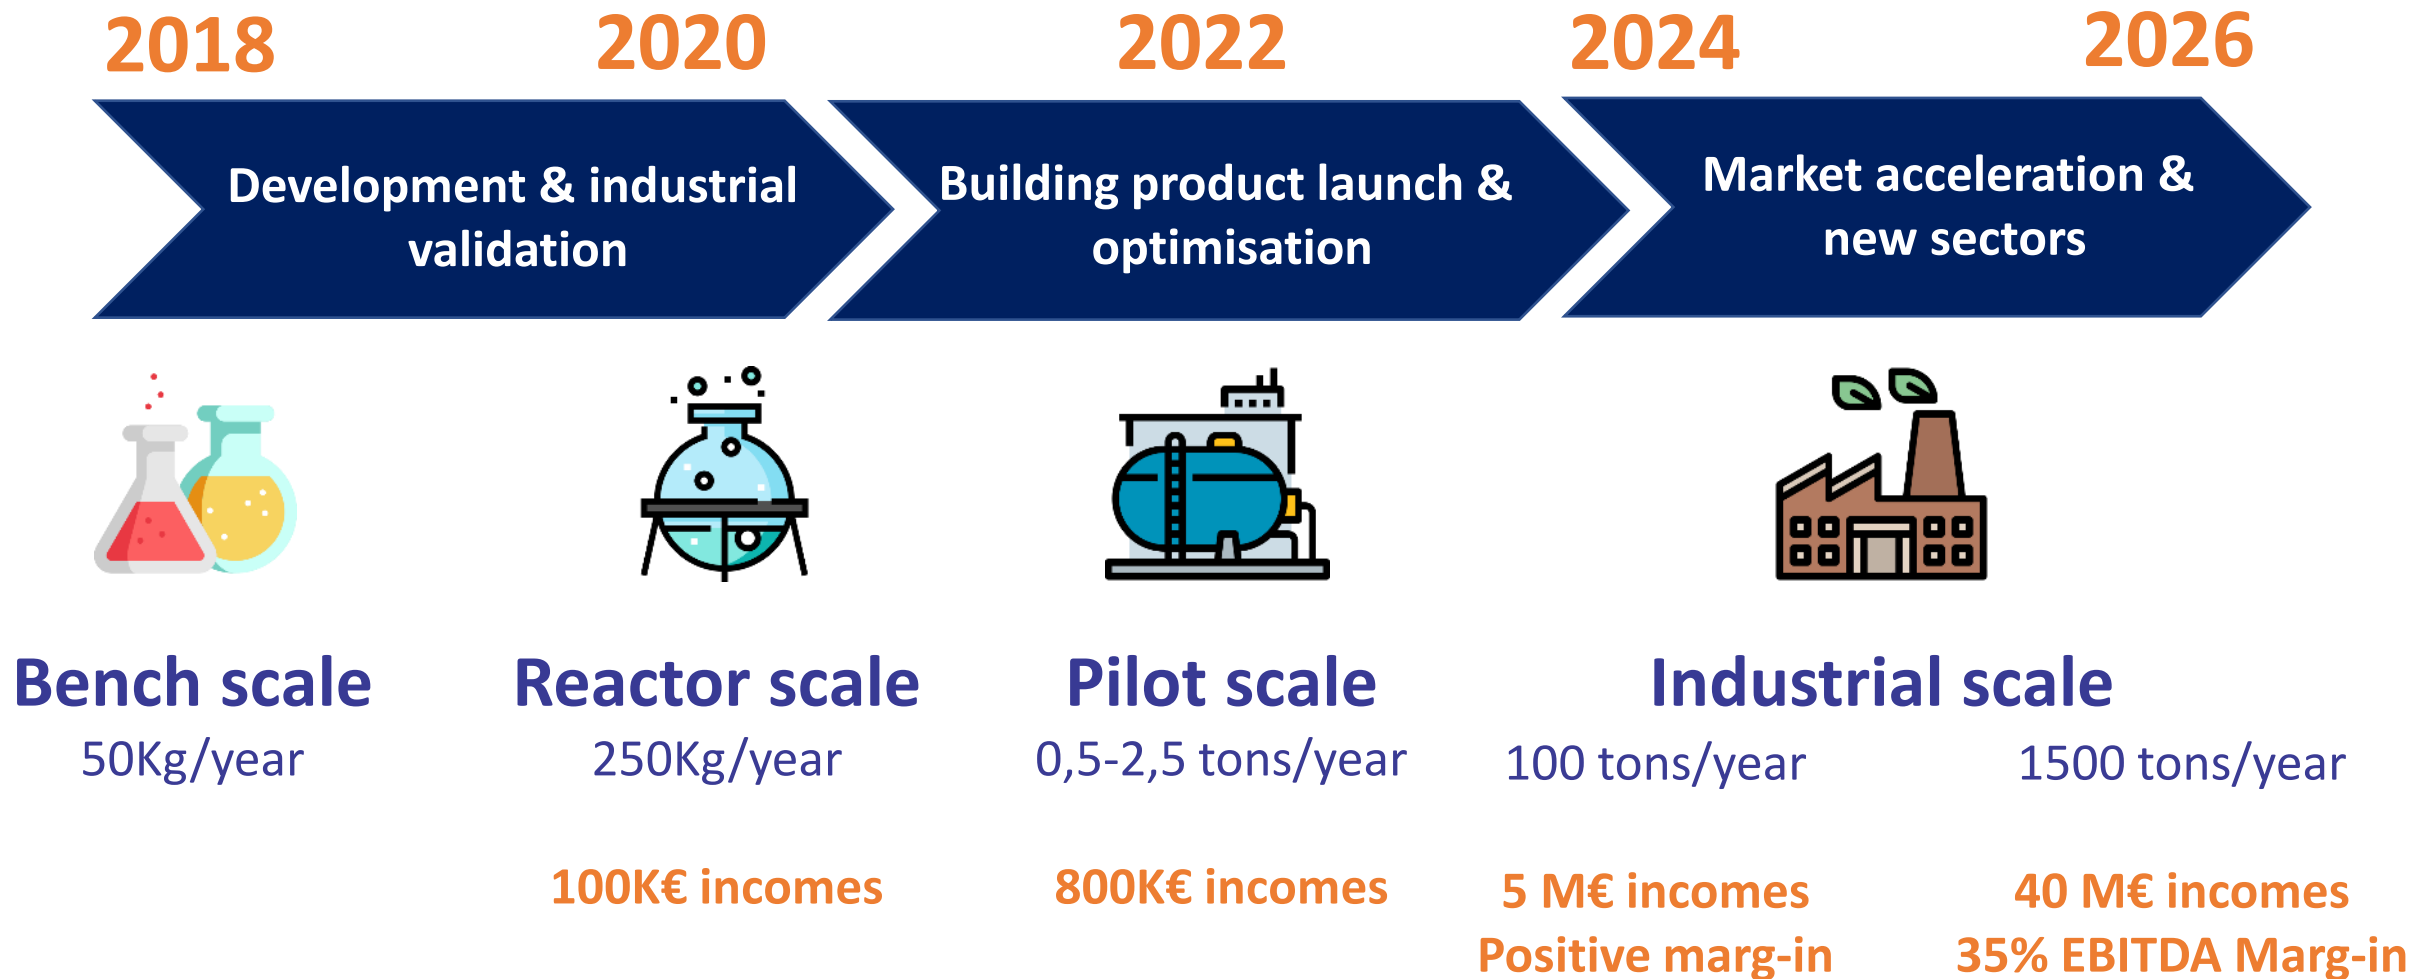 2018
2020
2022
2024
2026
Development & industrial
validation
Building product launch &
optimisation
Market acceleration &
new sectors
Bench scale
50Kg/year
Reactor scale
250Kg/year
100K€ incomes
Pilot scale
0,5-2,5 tons/year
800K€ incomes
Industrial scale
100 tons/year
5 M€ incomes
Positive marg-in
1500 tons/year
40 M€ incomes
35% EBITDA Marg-in